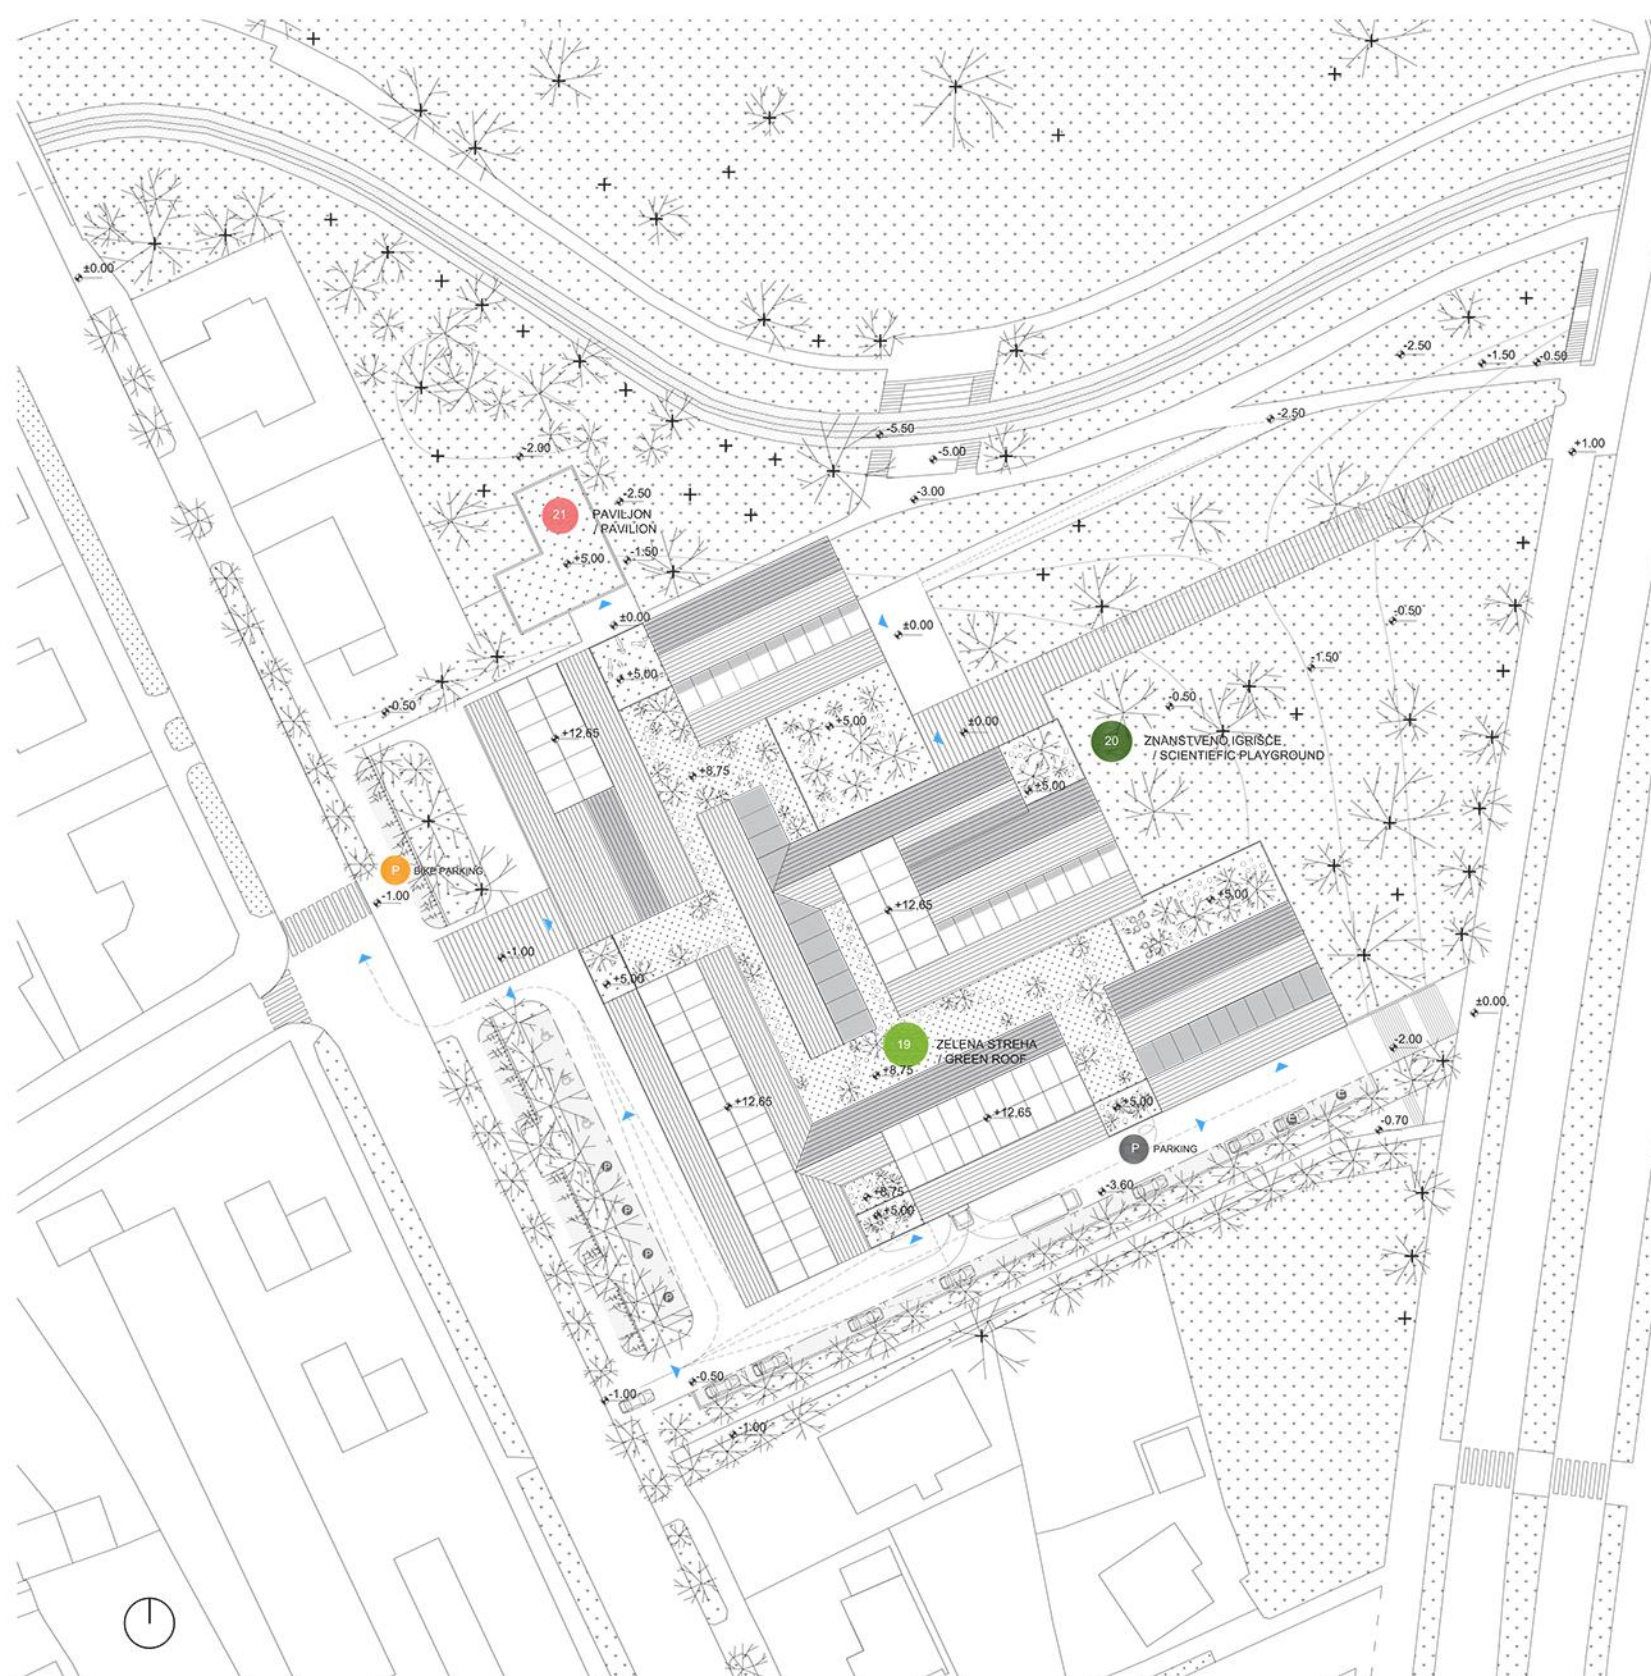 ±0.00
-2.50
-1.50
-0.50
-2.50
-5.50
+1.00
-2.00
-5.00
-2.50
-3.00
21
PAVILJON
/ PAVILION
-1.50
+5.00
±0.00
±0.00
-0.50
+5.00
-1.50
-0.50
-0.50
+12,65
+5,00
±0.00
20
ZNANSTVENO IGRIŠČE
/ SCIENTIEFIC PLAYGROUND
+8,75
+5,00
P
BIKE PARKING
-1.00
+12,65
+5,00
-1.00
+5,00
±0.00
19
ZELENA STREHA
/ GREEN ROOF
+8,75
-2.00
+12,65
+12,65
+5,00
E
E
-0.70
P
PARKING
P
-3.60
+8,75
+5,00
P
P
P
-0.50
-1.00
-1.00